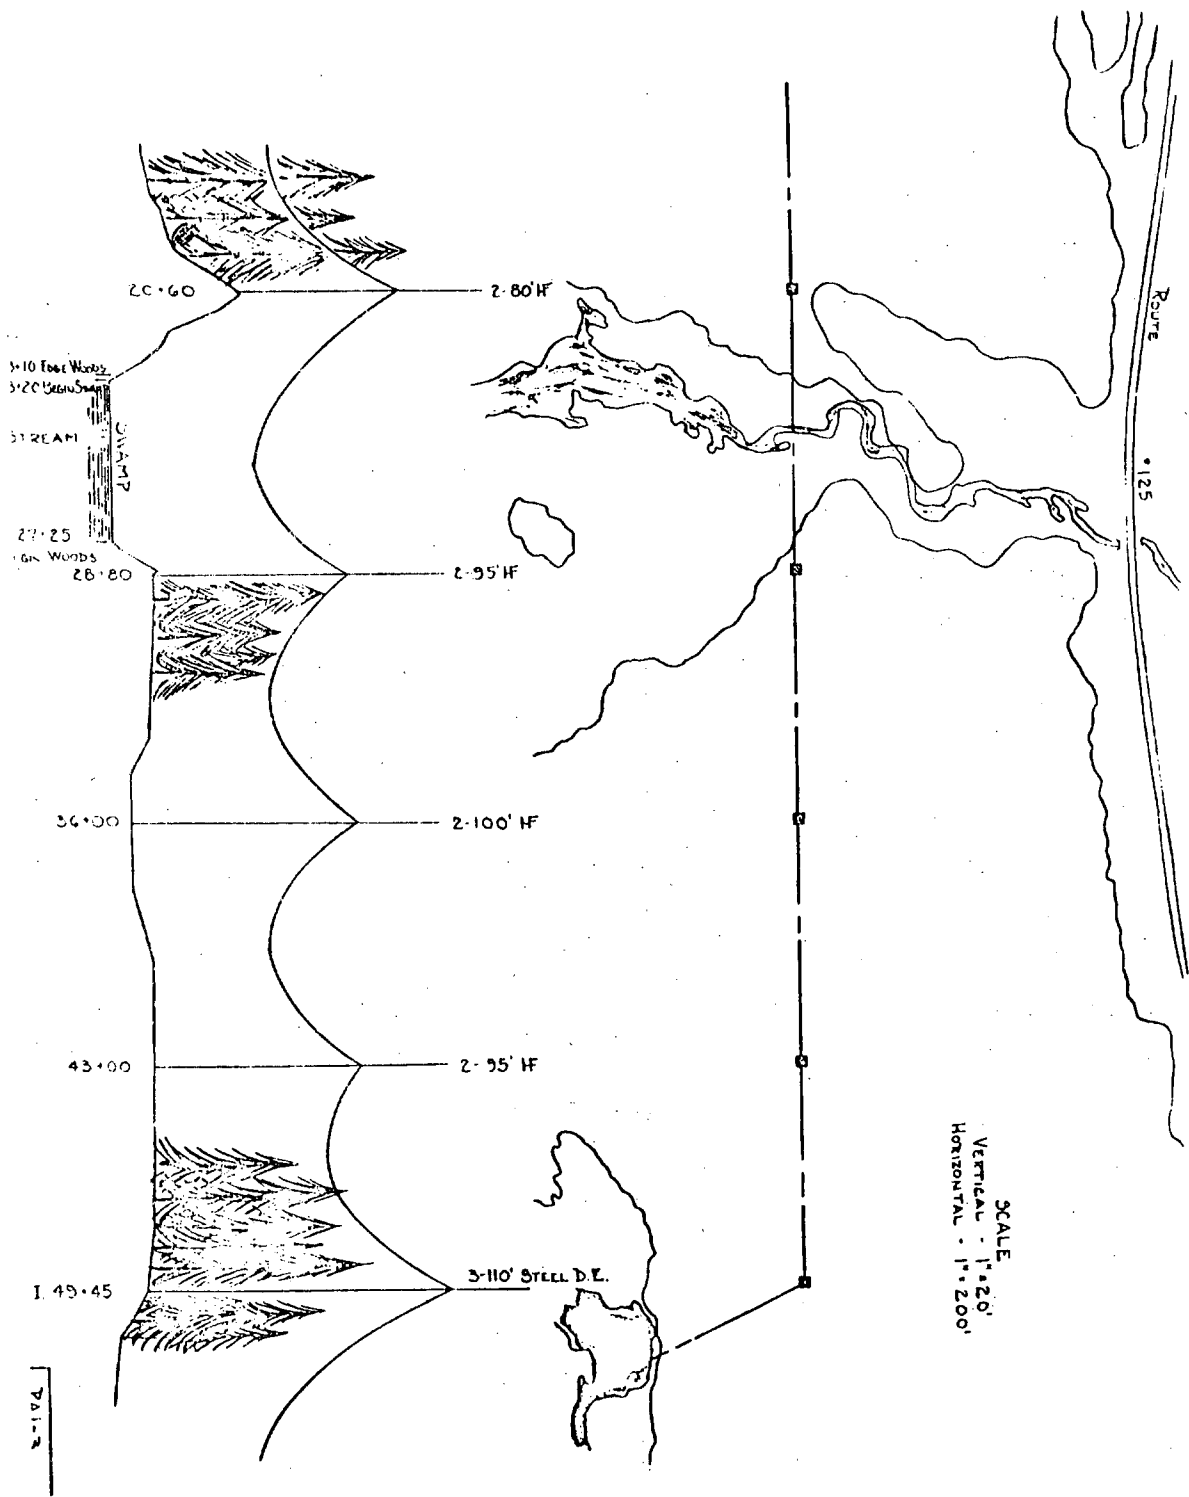 ROUTE
125
20+60
2-80' HF
3+10 EDGE WOODS
3+20 BEGIN SWAMP
STREAM
SWAMP
27+25
WOODS
28+80
2-95' HF
36+00
2-100' HF
43+00
2-95' HF
SCALE
VERTICAL - 1"=20'
HORIZONTAL - 1"=200'
I. 49+45
3-110' STEEL D.E.